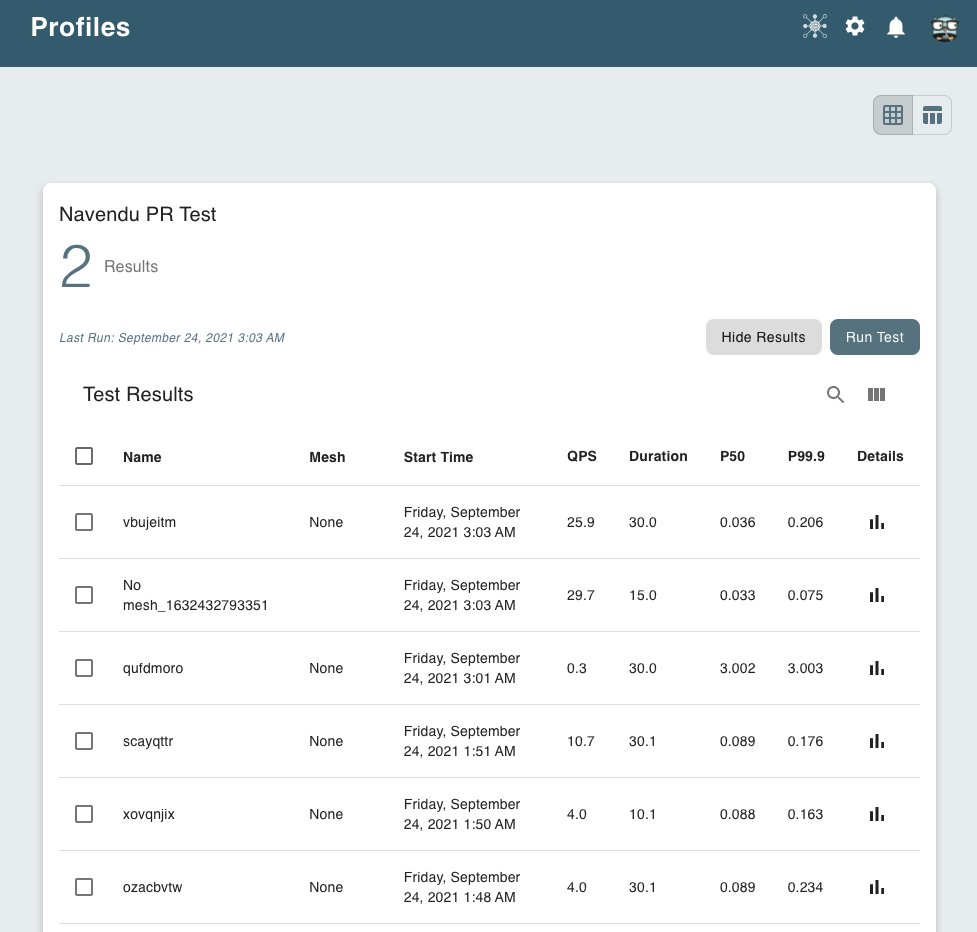 Profiles
Navendu PR Test
2 Results
Last Run: September 24, 2021 3:03 AM
Hide Results
Run Test
Test Results
Name Mesh Start Time QPS Duration P50 P99.9 Details
vbujeitm None Friday, September 25.9 30.0 0.036 0.206
24, 2021 3:03 AM
No Friday, September 29.7 15.0 0.033 0.075
mesh_1632432793351 24, 2021 3:03 AM
qufdmoro None Friday, September 0.3 30.0 3.002 3.003
24, 2021 3:01 AM
scayqttr None Friday, September 10.7 30.1 0.089 0.176
24, 2021 1:51 AM
xovqnjix None Friday, September 4.0 10.1 0.088 0.163
24, 2021 1:50 AM
ozacbvtw None Friday, September 4.0 30.1 0.089 0.234
24, 2021 1:48 AM